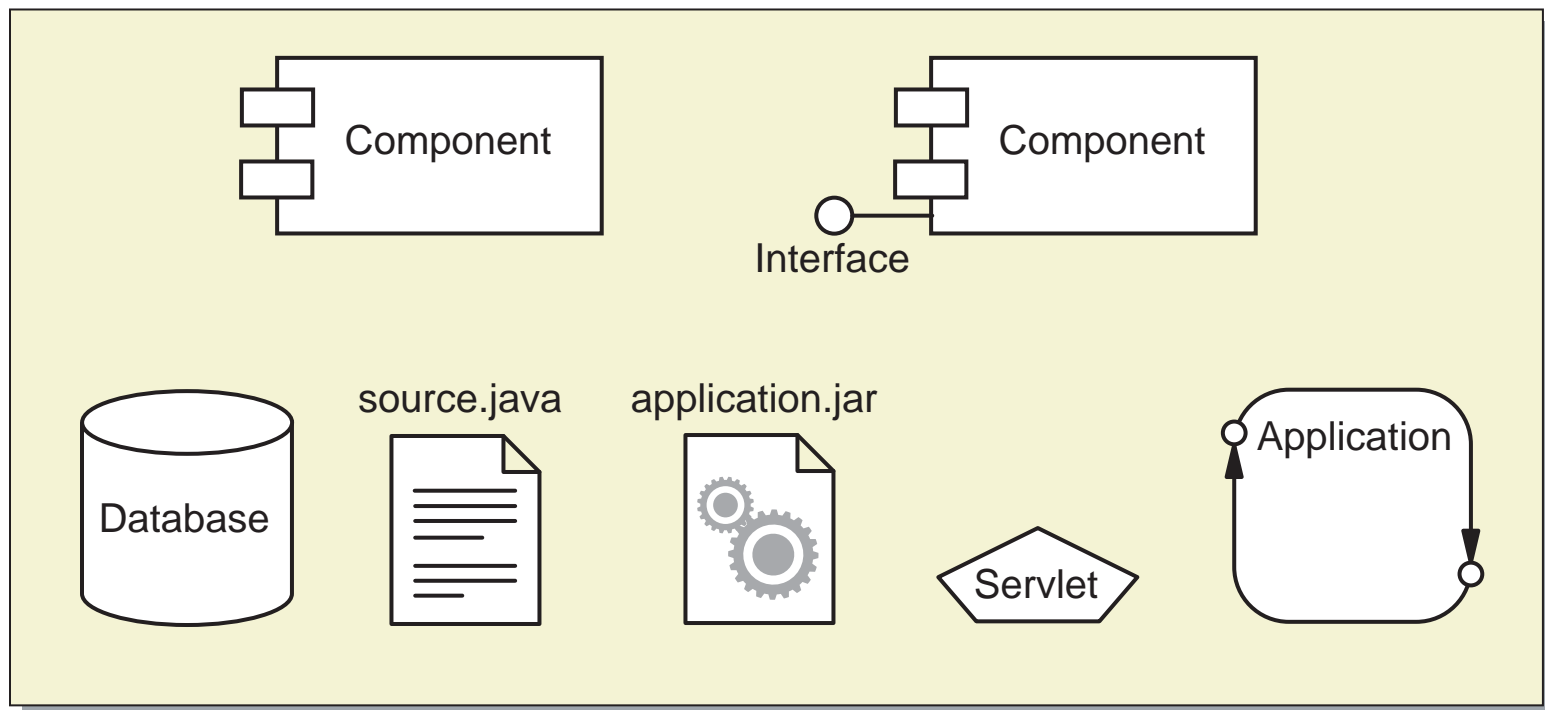 Component
Component
Interface
source.java
application.jar
Application
Database
Servlet